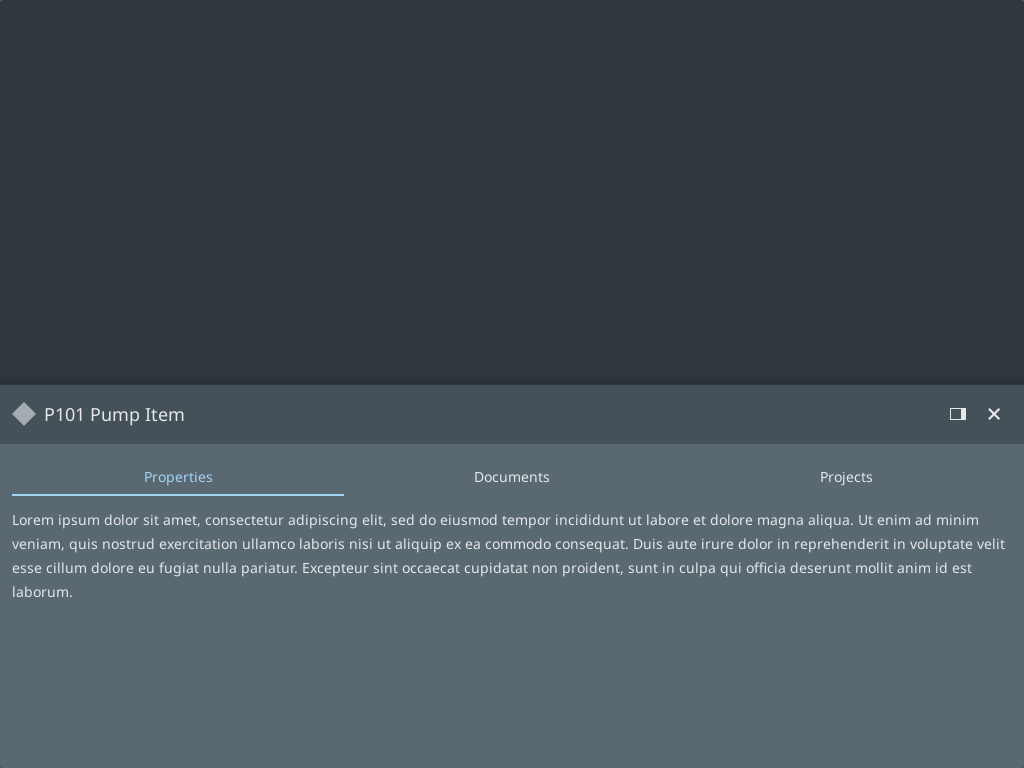 P101 Pump Item
Properties
Documents
Projects
Lorem ipsum dolor sit amet, consectetur adipiscing elit, sed do eiusmod tempor incididunt ut labore et dolore magna aliqua. Ut enim ad minim
veniam, quis nostrud exercitation ullamco laboris nisi ut aliquip ex ea commodo consequat. Duis aute irure dolor in reprehenderit in voluptate velit
esse cillum dolore eu fugiat nulla pariatur. Excepteur sint occaecat cupidatat non proident, sunt in culpa qui officia deserunt mollit anim id est
laborum.